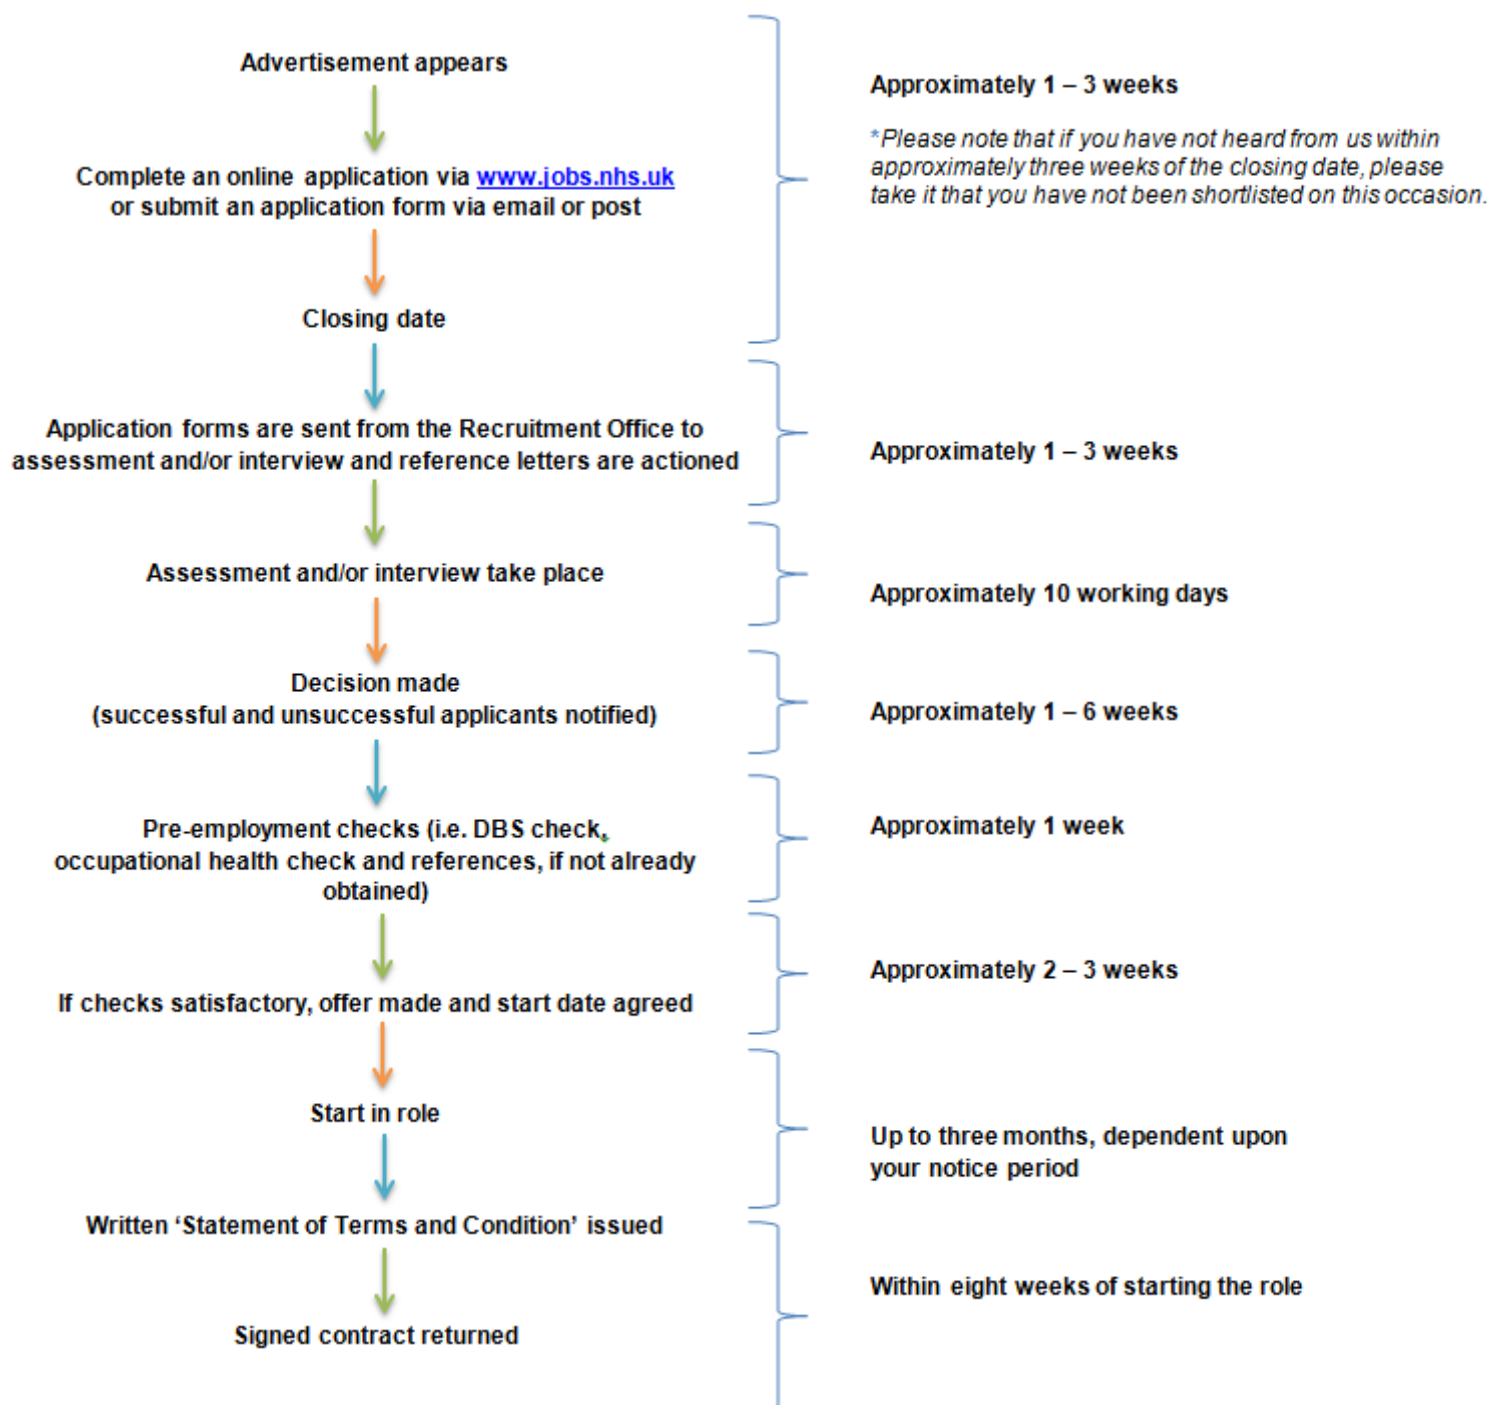 Advertisement appears
Approximately 1 – 3 weeks
*Please note that if you have not heard from us within
approximately three weeks of the closing date, please
take it that you have not been shortlisted on this occasion.
Complete an online application via www.jobs.nhs.uk
or submit an application form via email or post
Closing date
Application forms are sent from the Recruitment Office to
assessment and/or interview and reference letters are actioned
Approximately 1 – 3 weeks
Assessment and/or interview take place
Approximately 10 working days
Decision made
(successful and unsuccessful applicants notified)
Approximately 1 – 6 weeks
Pre-employment checks (i.e. DBS check,
occupational health check and references, if not already
obtained)
Approximately 1 week
If checks satisfactory, offer made and start date agreed
Approximately 2 – 3 weeks
Start in role
Up to three months, dependent upon
your notice period
Written ‘Statement of Terms and Condition’ issued
Within eight weeks of starting the role
Signed contract returned